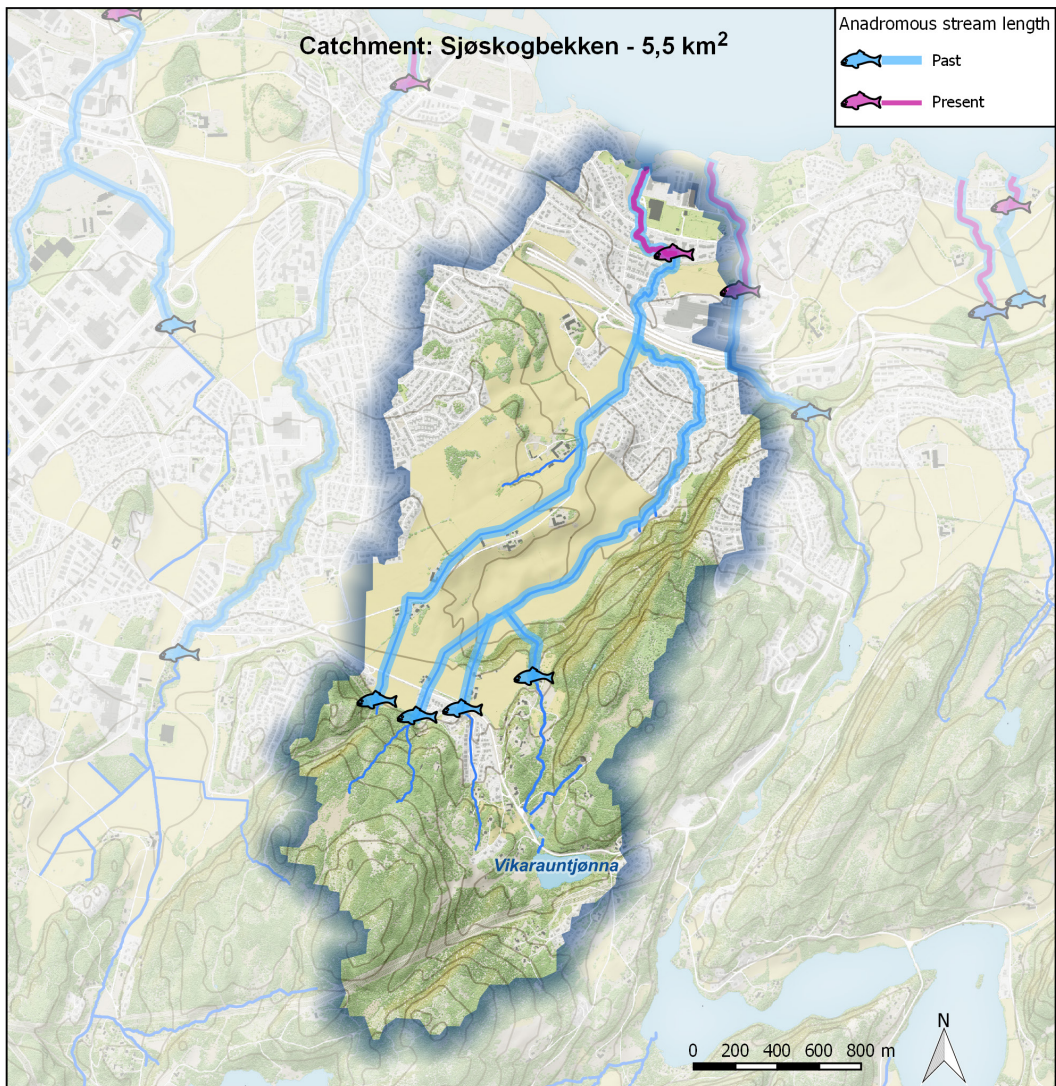 Catchment: Sjøskogbekken - 5,5 km²
Anadromous stream length
Past
Present
Vikarauntjønna
N
0 200 400 600 800 m